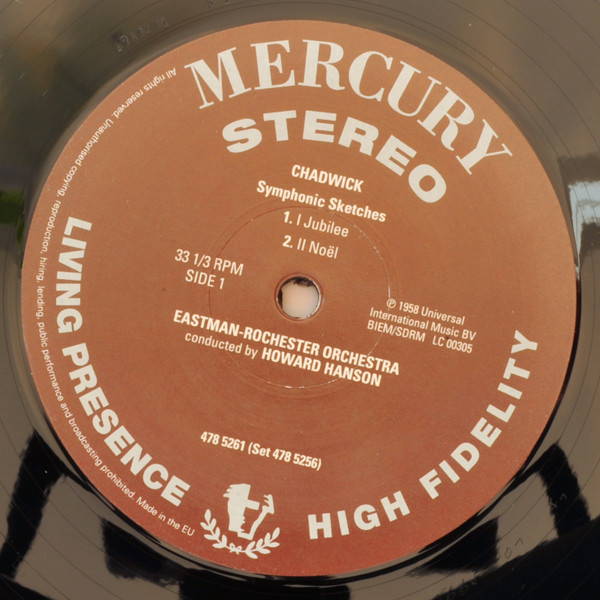 MERCURY
STEREO
CHADWICK
Symphonic Sketches
1. I Jubilee
2. II Noël
33 1/3 RPM
SIDE 1
℗ 1958 Universal
International Music BV
BIEM/SDRM LC 00305
EASTMAN-ROCHESTER ORCHESTRA
conducted by HOWARD HANSON
478 5261 (Set 478 5256)
LIVING PRESENCE
HIGH FIDELITY
All rights reserved. Unauthorised copying, reproduction, hiring, lending, public performance and broadcasting prohibited. Made in the EU